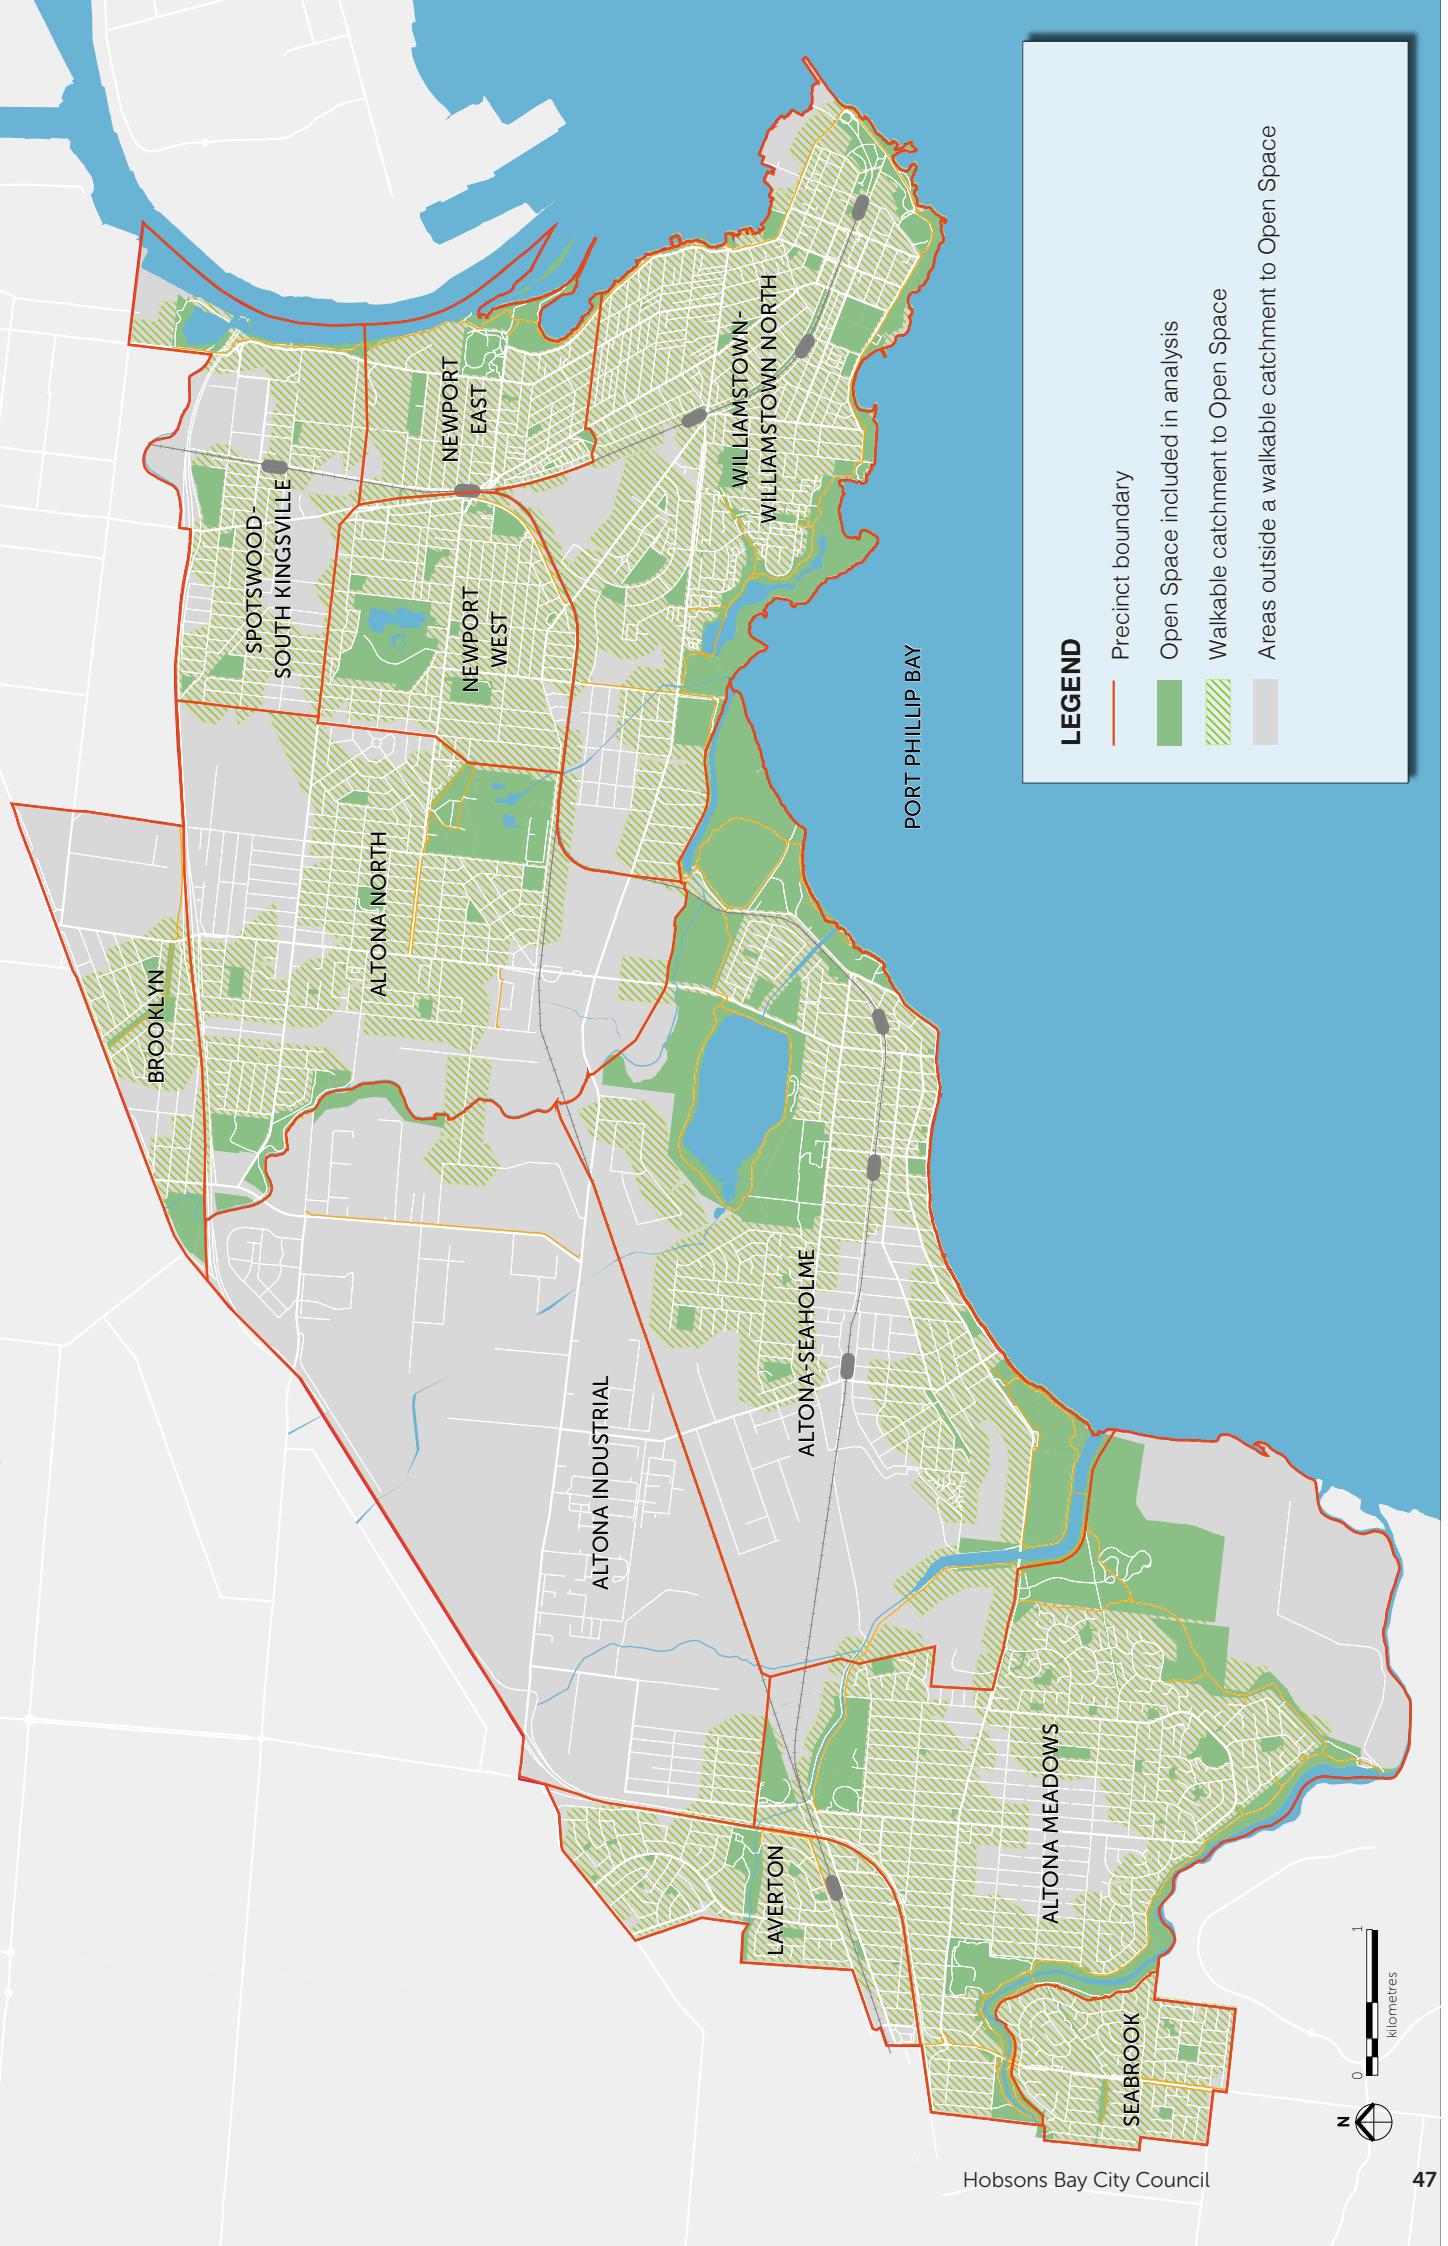 BROOKLYN
SPOTSWOOD-
SOUTH KINGSVILLE
NEWPORT
EAST
NEWPORT
WEST
ALTONA NORTH
WILLIAMSTOWN-
WILLIAMSTOWN NORTH
ALTONA INDUSTRIAL
ALTONA-SEAHOLME
LAVERTON
ALTONA MEADOWS
SEABROOK
PORT PHILLIP BAY
LEGEND
Precinct boundary
Open Space included in analysis
Walkable catchment to Open Space
Areas outside a walkable catchment to Open Space
N
0 1
kilometres
Hobsons Bay City Council
47